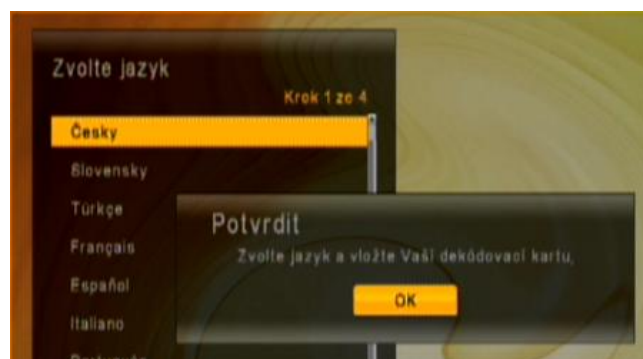 Zvolte jazyk
Krok 1 ze 4
Česky
Slovensky
Türkçe
Français
Español
Italiano
Potvrdit
Zvolte jazyk a vložte Vaší dekódovací kartu.
OK